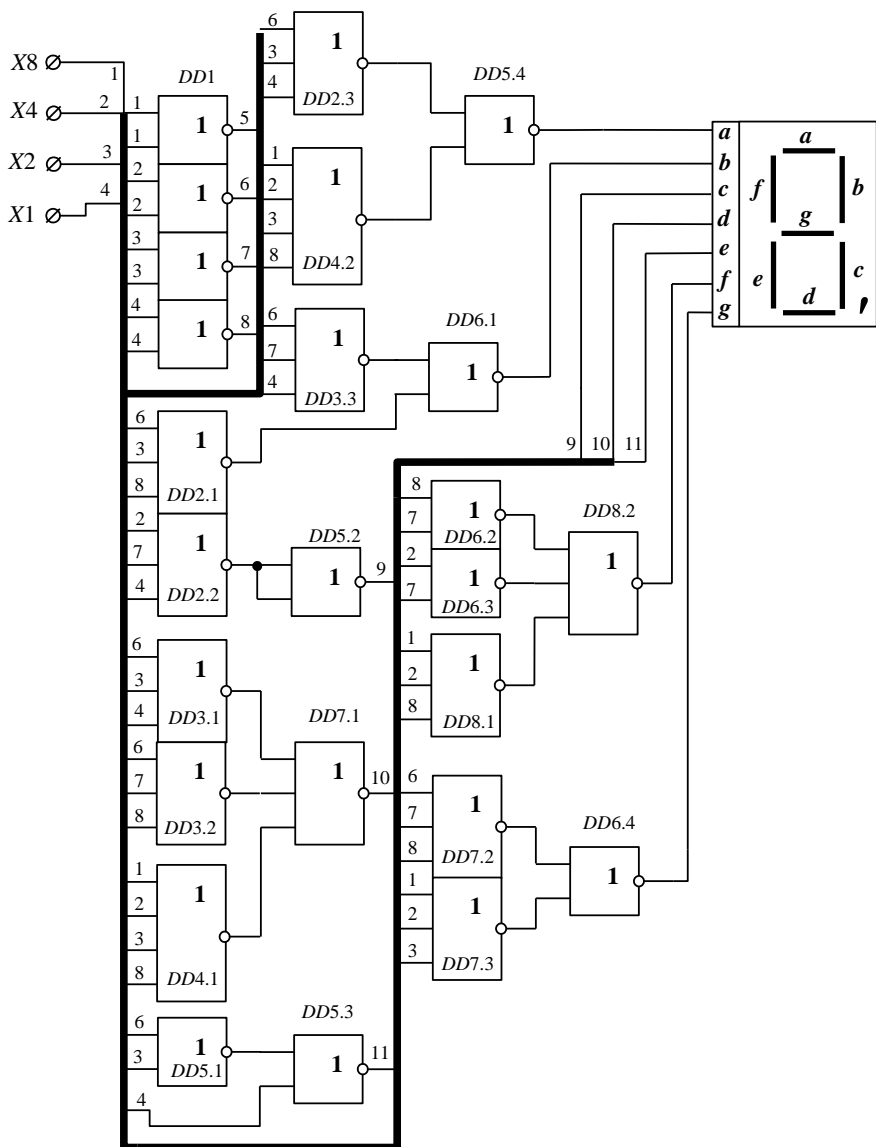 X8
X4
X2
X1
1
2
3
4
DD1
1
1
2
2
3
3
4
4
1
1
1
1
5
6
7
8
6
3
4
1
DD2.3
1
2
3
8
1
DD4.2
DD5.4
1
6
7
4
1
DD3.3
DD6.1
1
a
b
c
d
e
f
g
a
b
c
d
e
f
g
,
6
3
8
1
DD2.1
2
7
4
1
DD2.2
DD5.2
1
9
9
10
11
8
7
1
DD6.2
2
7
1
DD6.3
DD8.2
1
1
2
8
1
DD8.1
6
3
4
1
DD3.1
6
7
8
1
DD3.2
DD7.1
1
10
6
7
8
1
DD7.2
1
2
3
1
DD7.3
DD6.4
1
1
2
3
8
1
DD4.1
6
3
1
DD5.1
4
DD5.3
1
11